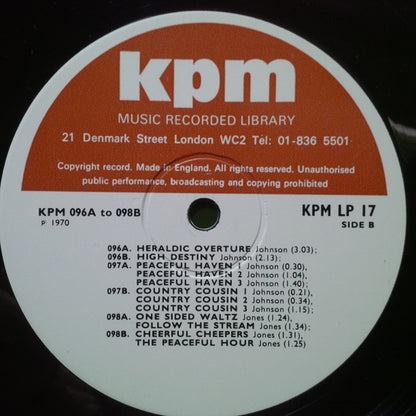 kpm
MUSIC RECORDED LIBRARY
21 Denmark Street London WC2 Tel: 01-836 5501
Copyright record. Made in England. All rights reserved. Unauthorised
public performance, broadcasting and copying prohibited
KPM 096A to 098B
P 1970
KPM LP 17
SIDE B
096A. HERALDIC OVERTURE Johnson (3.03);
096B. HIGH DESTINY Johnson (2.13);
097A. PEACEFUL HAVEN 1 Johnson (0.30),
PEACEFUL HAVEN 2 Johnson (1.04),
PEACEFUL HAVEN 3 Johnson (1.40);
097B. COUNTRY COUSIN 1 Johnson (0.21),
COUNTRY COUSIN 2 Johnson (0.34),
COUNTRY COUSIN 3 Johnson (1.15);
098A. ONE SIDED WALTZ Jones (1.24),
FOLLOW THE STREAM Jones (1.34);
098B. CHEERFUL CHEEPERS Jones (1.31),
THE PEACEFUL HOUR Jones (1.25)